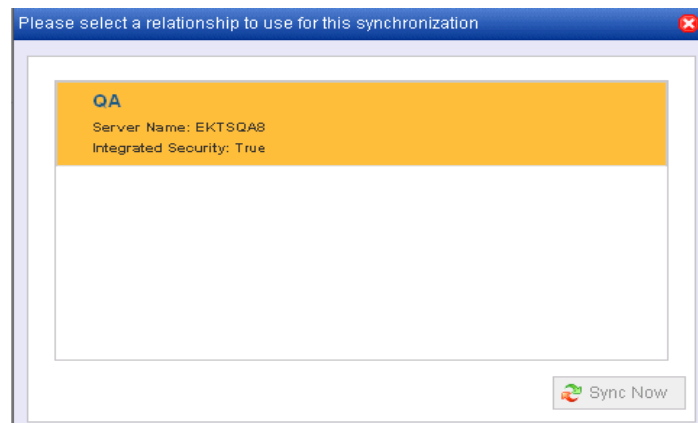 Please select a relationship to use for this synchronization
QA
Server Name: EKTSQA8
Integrated Security: True
Sync Now